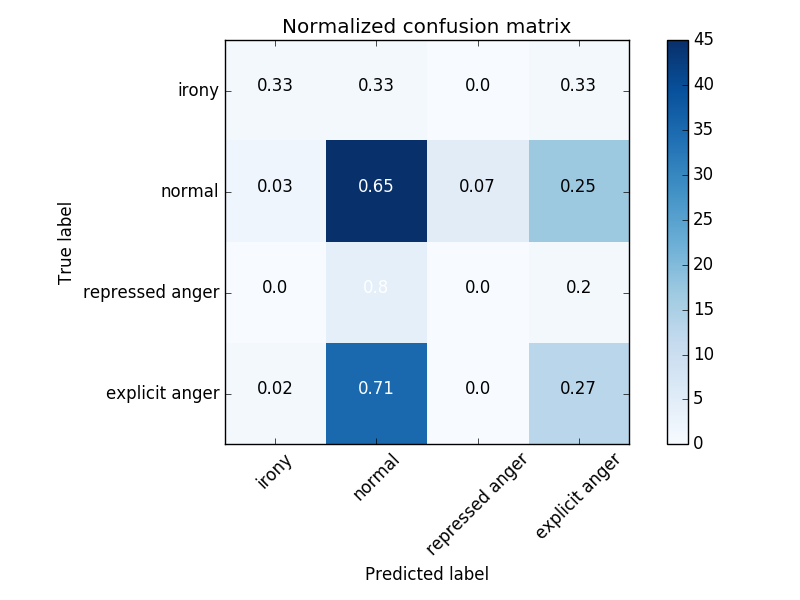 Normalized confusion matrix
True label
irony 0.33 0.33 0.0 0.33
normal 0.03 0.65 0.07 0.25
repressed anger 0.0 0.8 0.0 0.2
explicit anger 0.02 0.71 0.0 0.27
irony normal repressed anger explicit anger
Predicted label
45
40
35
30
25
20
15
10
5
0